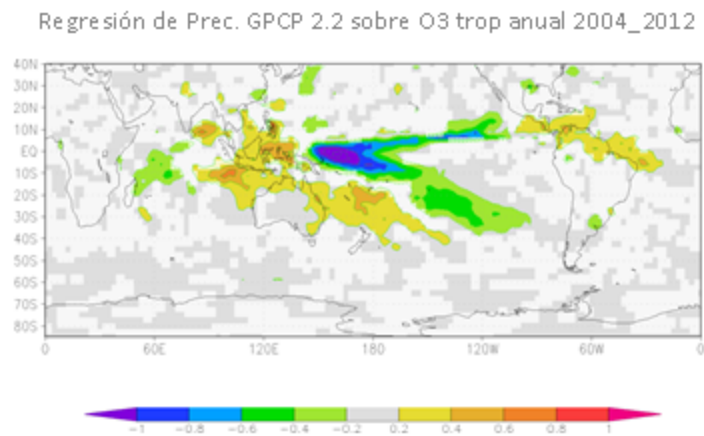 Regresión de Prec. GPCP 2.2 sobre O3 trop anual 2004_2012
40N
30N
20N
10N
EQ
10S
20S
30S
40S
50S
60S
70S
80S
0 60E 120E 180 120W 60W 0
-1 -0.8 -0.6 -0.4 -0.2 0.2 0.4 0.6 0.8 1